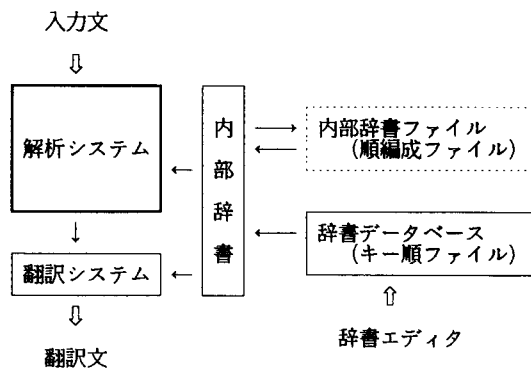 入力文
解析システム
翻訳システム
翻訳文
内部辞書
内部辞書ファイル
(順編成ファイル)
辞書データベース
(キー順ファイル)
辞書エディタ